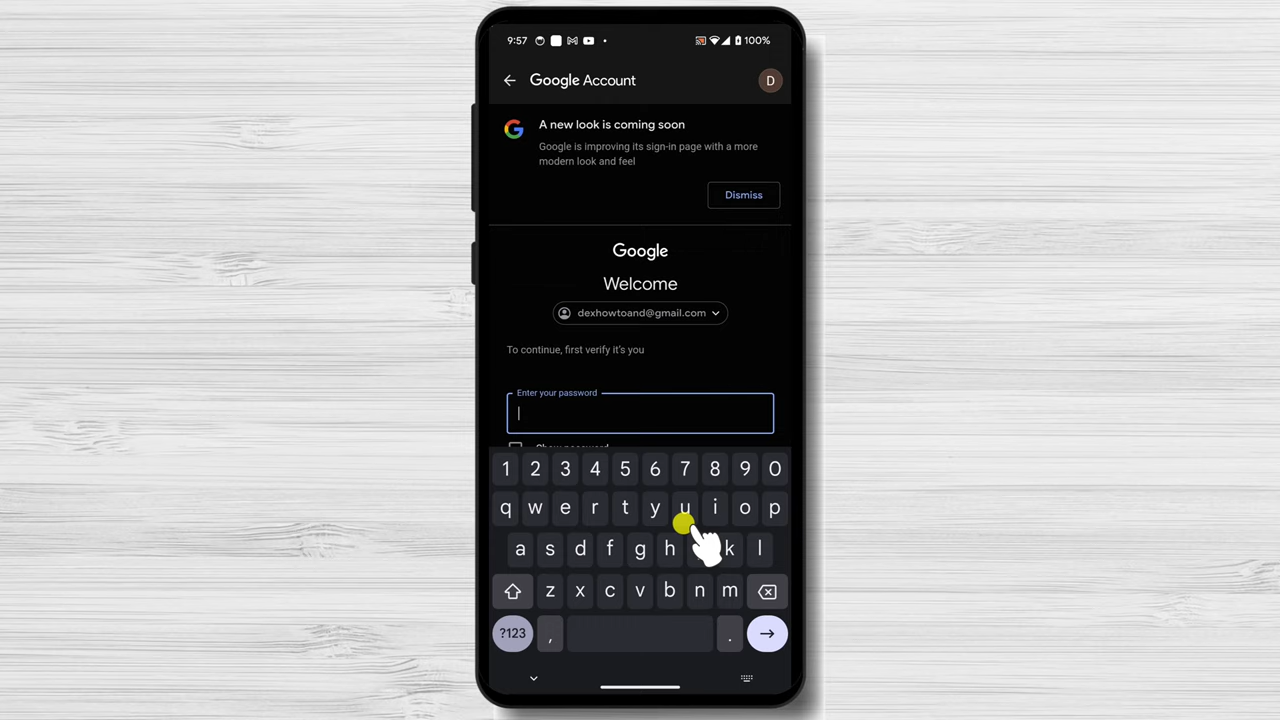 9:57
100%
Google Account
D
A new look is coming soon
Google is improving its sign-in page with a more
modern look and feel
Dismiss
Google
Welcome
dexhowtoand@gmail.com
To continue, first verify it's you
Enter your password
Show password
1 2 3 4 5 6 7 8 9 0
q w e r t y u i o p
a s d f g h k l
z x c v b n m
?123 , .